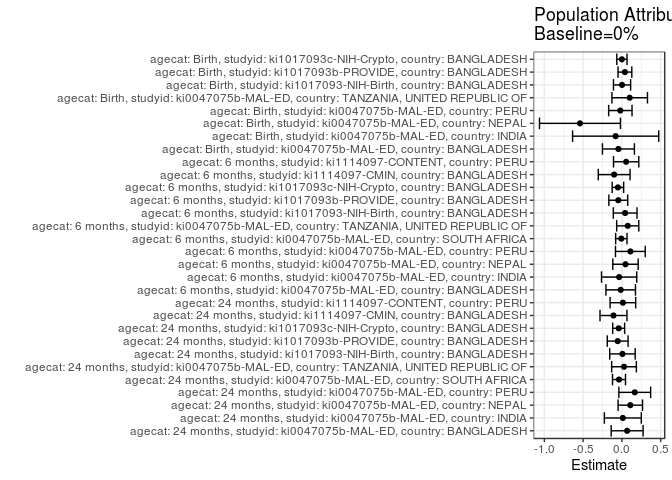 Population Attribu
Baseline=0%
agecat: Birth, studyid: ki1017093c-NIH-Crypto, country: BANGLADESH
agecat: Birth, studyid: ki1017093b-PROVIDE, country: BANGLADESH
agecat: Birth, studyid: ki1017093-NIH-Birth, country: BANGLADESH
agecat: Birth, studyid: ki0047075b-MAL-ED, country: TANZANIA, UNITED REPUBLIC OF
agecat: Birth, studyid: ki0047075b-MAL-ED, country: PERU
agecat: Birth, studyid: ki0047075b-MAL-ED, country: NEPAL
agecat: Birth, studyid: ki0047075b-MAL-ED, country: INDIA
agecat: Birth, studyid: ki0047075b-MAL-ED, country: BANGLADESH
agecat: 6 months, studyid: ki1114097-CONTENT, country: PERU
agecat: 6 months, studyid: ki1114097-CMIN, country: BANGLADESH
agecat: 6 months, studyid: ki1017093c-NIH-Crypto, country: BANGLADESH
agecat: 6 months, studyid: ki1017093b-PROVIDE, country: BANGLADESH
agecat: 6 months, studyid: ki1017093-NIH-Birth, country: BANGLADESH
agecat: 6 months, studyid: ki0047075b-MAL-ED, country: TANZANIA, UNITED REPUBLIC OF
agecat: 6 months, studyid: ki0047075b-MAL-ED, country: SOUTH AFRICA
agecat: 6 months, studyid: ki0047075b-MAL-ED, country: PERU
agecat: 6 months, studyid: ki0047075b-MAL-ED, country: NEPAL
agecat: 6 months, studyid: ki0047075b-MAL-ED, country: INDIA
agecat: 6 months, studyid: ki0047075b-MAL-ED, country: BANGLADESH
agecat: 24 months, studyid: ki1114097-CONTENT, country: PERU
agecat: 24 months, studyid: ki1114097-CMIN, country: BANGLADESH
agecat: 24 months, studyid: ki1017093c-NIH-Crypto, country: BANGLADESH
agecat: 24 months, studyid: ki1017093b-PROVIDE, country: BANGLADESH
agecat: 24 months, studyid: ki1017093-NIH-Birth, country: BANGLADESH
agecat: 24 months, studyid: ki0047075b-MAL-ED, country: TANZANIA, UNITED REPUBLIC OF
agecat: 24 months, studyid: ki0047075b-MAL-ED, country: SOUTH AFRICA
agecat: 24 months, studyid: ki0047075b-MAL-ED, country: PERU
agecat: 24 months, studyid: ki0047075b-MAL-ED, country: NEPAL
agecat: 24 months, studyid: ki0047075b-MAL-ED, country: INDIA
agecat: 24 months, studyid: ki0047075b-MAL-ED, country: BANGLADESH
-1.0 -0.5 0.0 0.5
Estimate